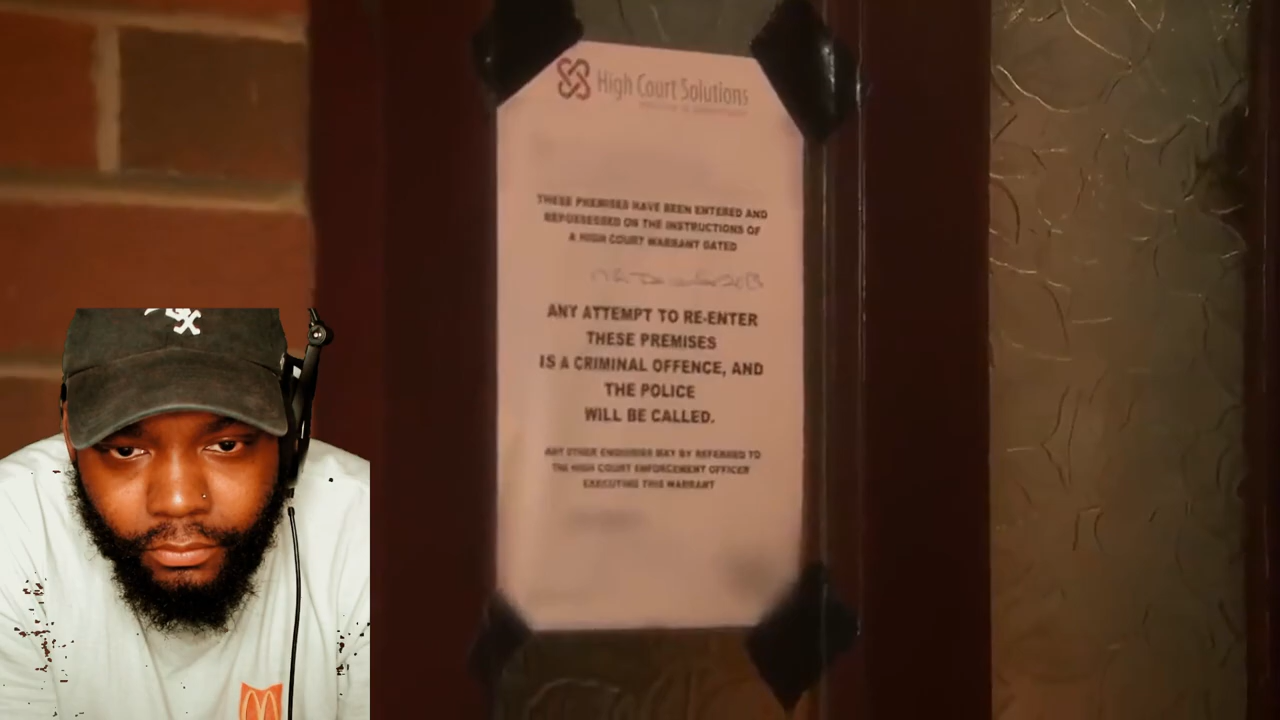 High Court Solutions
THESE PREMISES HAVE BEEN ENTERED AND
REPOSSESSED ON THE INSTRUCTIONS OF
A HIGH COURT WARRANT DATED
ANY ATTEMPT TO RE-ENTER
THESE PREMISES
IS A CRIMINAL OFFENCE, AND
THE POLICE
WILL BE CALLED.
ANY OTHER ENQUIRIES MAY BY REFERRED TO
THE HIGH COURT ENFORCEMENT OFFICER
EXECUTING THIS WARRANT